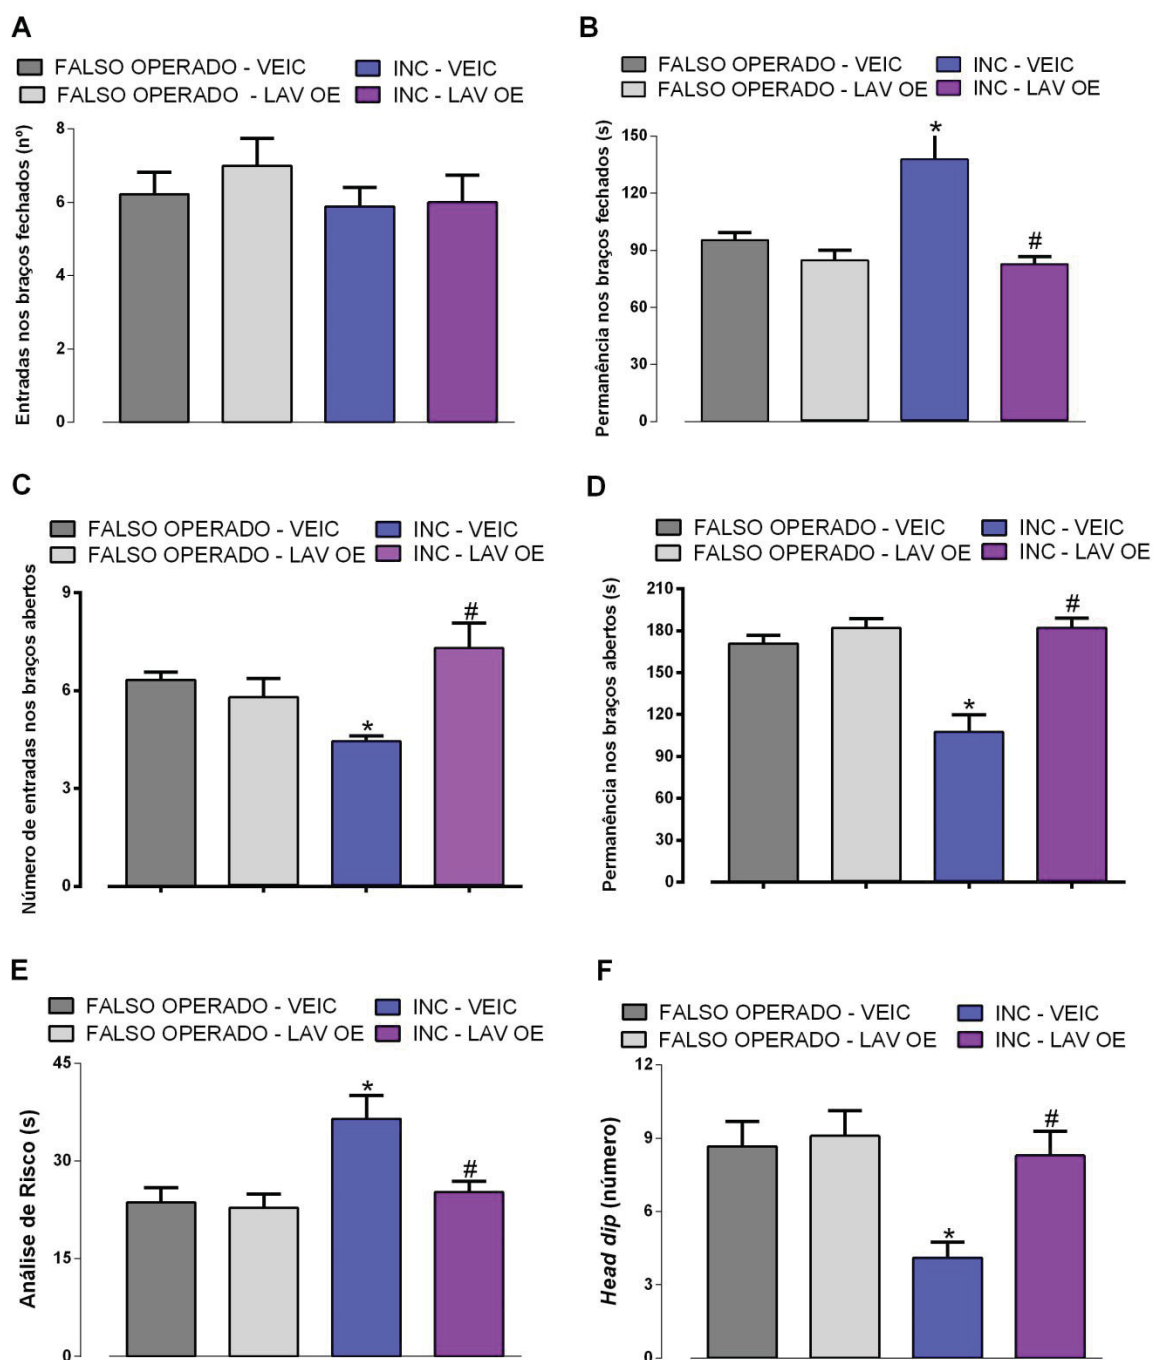 A
FALSO OPERADO - VEIC INC - VEIC
FALSO OPERADO - LAV OE INC - LAV OE
Entradas nos braços fechados (nº)
8
6
4
2
0
B
FALSO OPERADO - VEIC INC - VEIC
FALSO OPERADO - LAV OE INC - LAV OE
Permanência nos braços fechados (s)
150
120
90
60
30
0
*
#
C
FALSO OPERADO - VEIC INC - VEIC
FALSO OPERADO - LAV OE INC - LAV OE
Número de entradas nos braços abertos
9
6
3
0
*
#
D
FALSO OPERADO - VEIC INC - VEIC
FALSO OPERADO - LAV OE INC - LAV OE
Permanência nos braços abertos (s)
210
180
150
120
90
60
30
0
*
#
E
FALSO OPERADO - VEIC INC - VEIC
FALSO OPERADO - LAV OE INC - LAV OE
Análise de Risco (s)
45
30
15
0
*
#
F
FALSO OPERADO - VEIC INC - VEIC
FALSO OPERADO - LAV OE INC - LAV OE
Head dip (número)
12
9
6
3
0
*
#